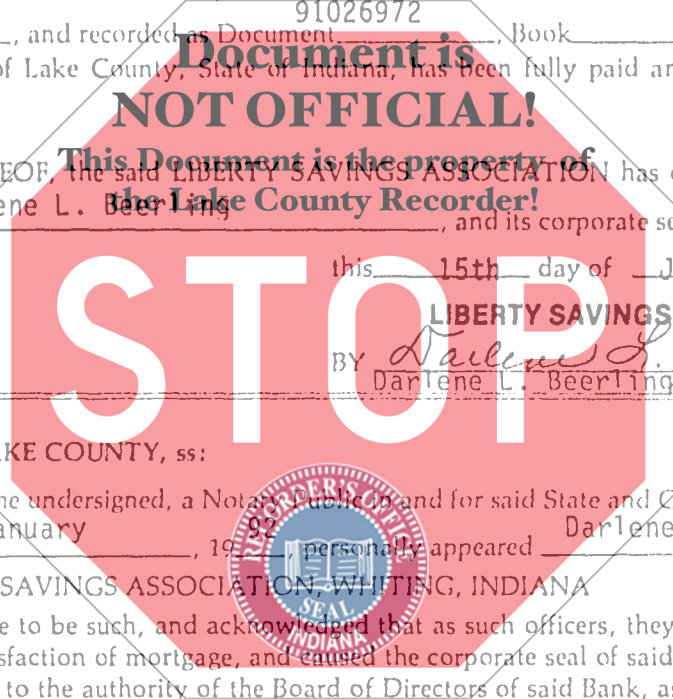 91026972
, and recorded as Document , Book
Document is
of Lake County, State of Indiana, has been fully paid
NOT OFFICIAL!
This Document is the property of
EOF, the said LIBERTY SAVINGS ASSOCIATION has
ene L. Beerling
the Lake County Recorder!
, and its corporate
this 15th day of J
STOP
LIBERTY SAVINGS
BY Darlene L.
Darlene L. Beerling
KE COUNTY, ss:
he undersigned, a Notary Public in and for said State and
anuary , 19 92 , personally appeared Darlene
SAVINGS ASSOCIATION, WHITING, INDIANA
RECORDER'S OFFICE
SEAL
INDIANA
e to be such, and acknowledged that as such officers, they
sfaction of mortgage, and caused the corporate seal of said
to the authority of the Board of Directors of said Bank,